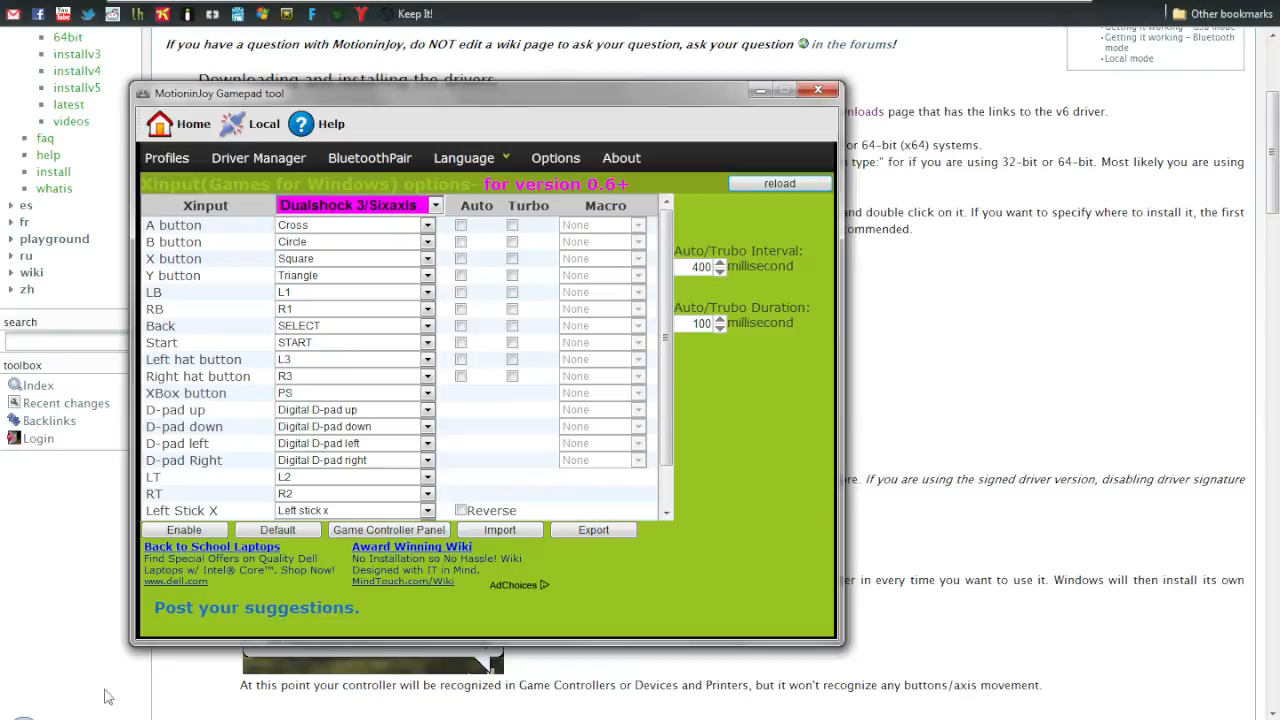 Keep It!
Other bookmarks
64bit
installv3
installv4
installv5
latest
videos
faq
help
install
whatis
es
fr
playground
ru
wiki
zh
search
toolbox
Index
Recent changes
Backlinks
Login
If you have a question with Motioninjoy, do NOT edit a wiki page to ask your question, ask your question in the forums!
Getting it working – Bluetooth mode
Local mode
Downloading and installing the drivers
MotioninJoy Gamepad tool
Home Local Help
Profiles Driver Manager BluetoothPair Language Options About
Xinput(Games for Windows) options- for version 0.6+ reload
Xinput Dualshock 3/Sixaxis Auto Turbo Macro
A button Cross None
B button Circle None
X button Square None
Y button Triangle None
LB L1 None
RB R1 None
Back SELECT None
Start START None
Left hat button L3 None
Right hat button R3 None
XBox button PS None
D-pad up Digital D-pad up None
D-pad down Digital D-pad down None
D-pad left Digital D-pad left None
D-pad Right Digital D-pad right None
LT L2
RT R2
Left Stick X Left stick x Reverse
Auto/Trubo Interval:
400 millisecond
Auto/Trubo Duration:
100 millisecond
Enable Default Game Controller Panel Import Export
Back to School Laptops
Find Special Offers on Quality Dell
Laptops w/ Intel® Core™. Shop Now!
www.dell.com
Award Winning Wiki
No Installation so No Hassle! Wiki
Designed with IT in Mind.
MindTouch.com/Wiki
AdChoices
Post your suggestions.
nloads page that has the links to the v6 driver.
or 64-bit (x64) systems.
n type:" for if you are using 32-bit or 64-bit. Most likely you are using
and double click on it. If you want to specify where to install it, the first
commended.
re. If you are using the signed driver version, disabling driver signature
er in every time you want to use it. Windows will then install its own
At this point your controller will be recognized in Game Controllers or Devices and Printers, but it won't recognize any buttons/axis movement.